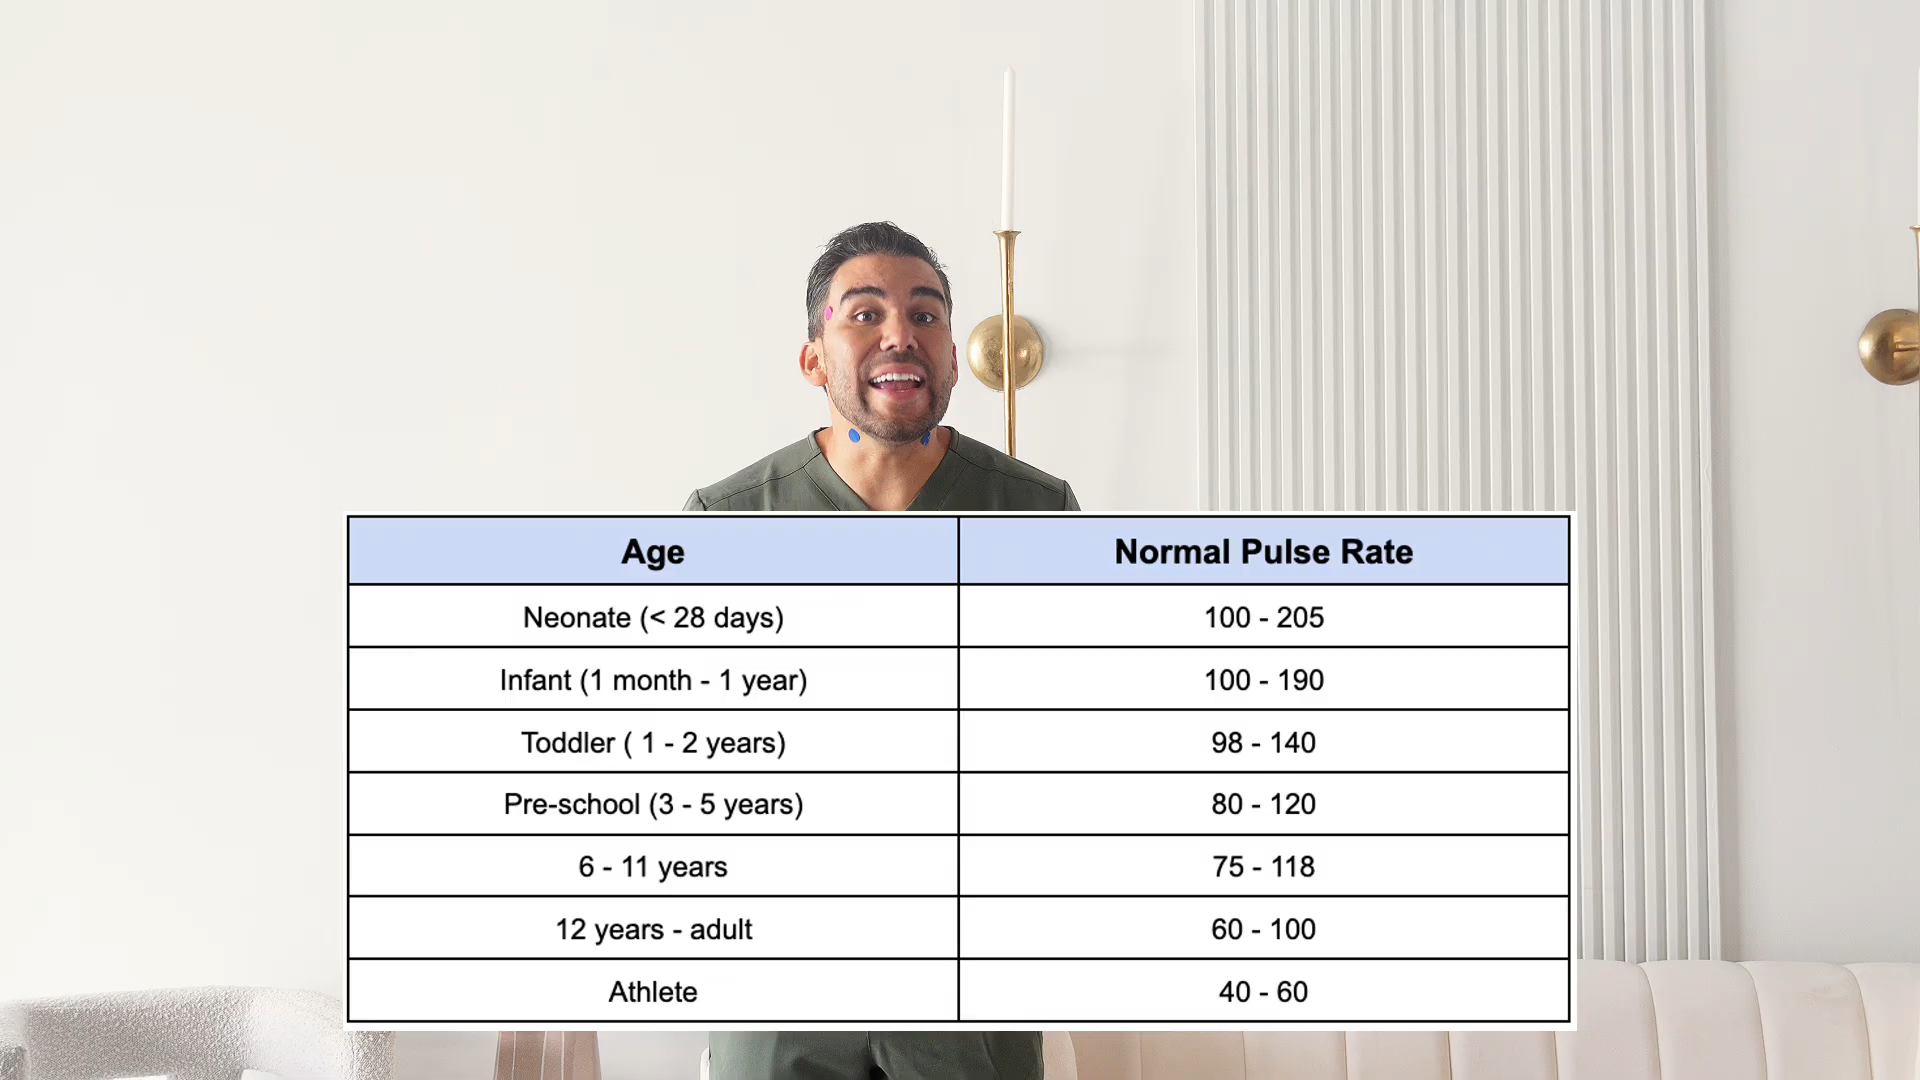 Age Normal Pulse Rate
Neonate (< 28 days) 100 - 205
Infant (1 month - 1 year) 100 - 190
Toddler ( 1 - 2 years) 98 - 140
Pre-school (3 - 5 years) 80 - 120
6 - 11 years 75 - 118
12 years - adult 60 - 100
Athlete 40 - 60